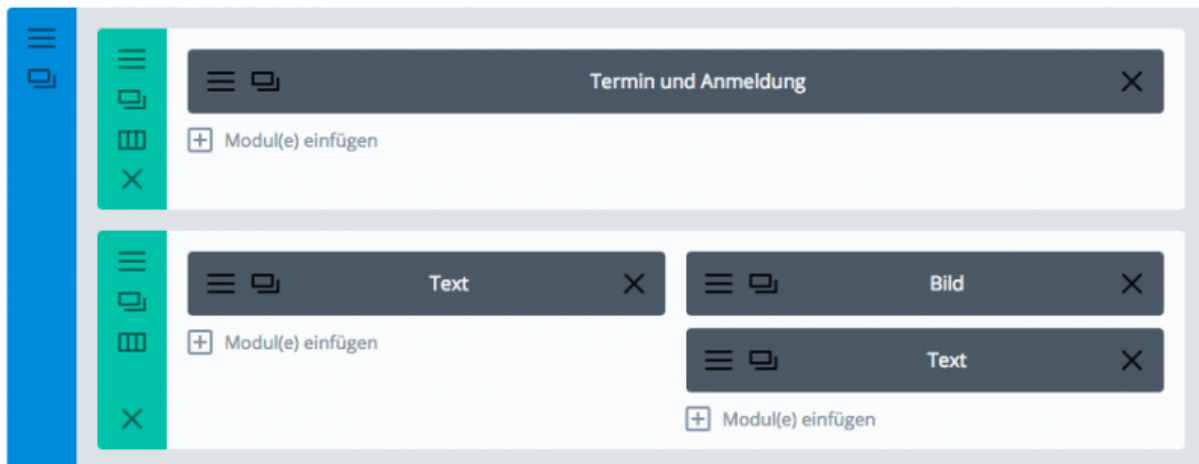 Termin und Anmeldung
Modul(e) einfügen
Text
Modul(e) einfügen
Bild
Text
Modul(e) einfügen